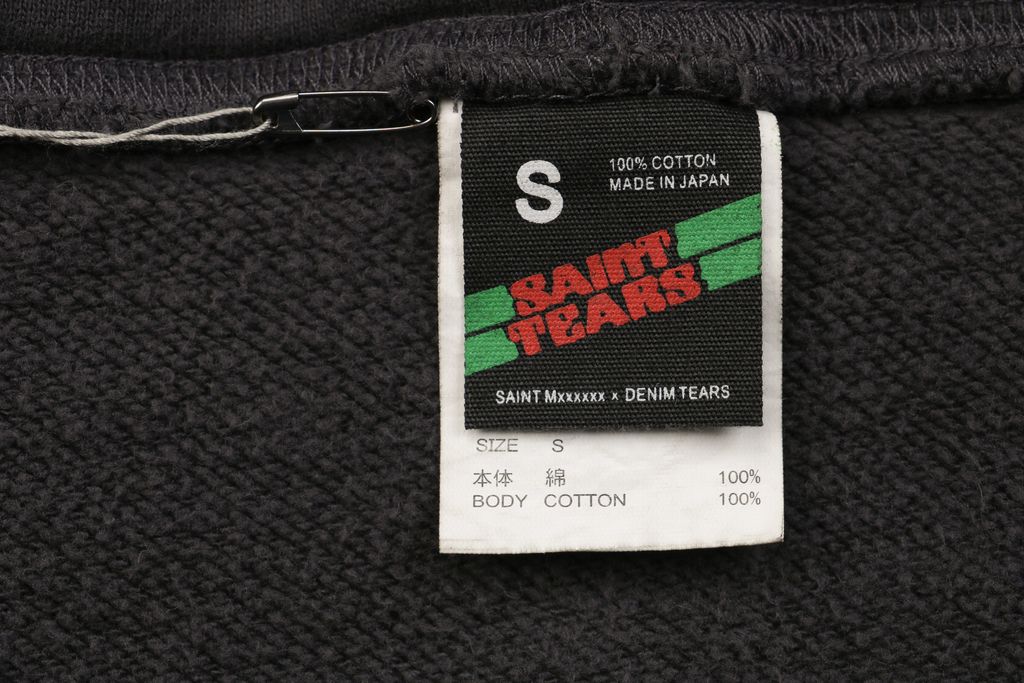 S
100% COTTON
MADE IN JAPAN
SAINT
TEARS
SAINT Mxxxxxx × DENIM TEARS
SIZE S
本体 綿 100%
BODY COTTON 100%